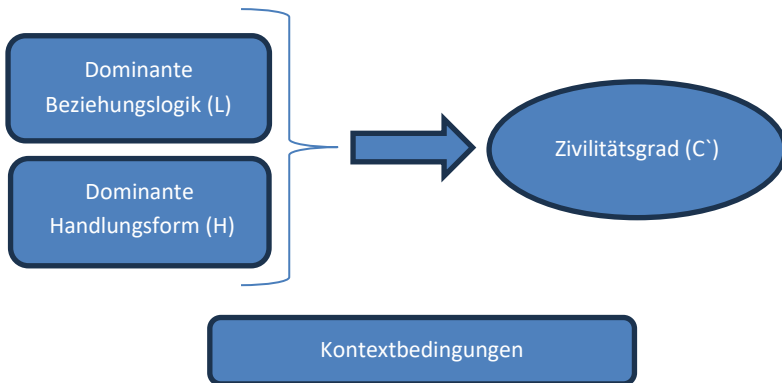 Dominante
Beziehungslogik (L)
Dominante
Handlungsform (H)
Zivilitätsgrad (C`)
Kontextbedingungen